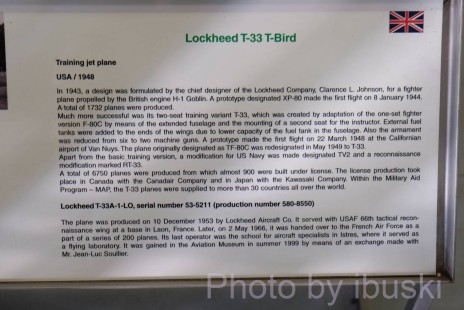 Lockheed T-33 T-Bird
Training jet plane
USA / 1948
In 1943, a design was formulated by the chief designer of the Lockheed Company, Clarence L. Johnson, for a fighter
plane propelled by the British engine H-1 Goblin. A prototype designated XP-80 made the first flight on 8 January 1944.
A total of 1732 planes were produced.
Much more successful was its two-seat training variant T-33, which was created by adaptation of the one-set fighter
version F-80C by means of the extended fuselage and the mounting of a second seat for the instructor. External fuel
tanks were added to the ends of the wings due to lower capacity of the fuel tank in the fuselage. Also the armament
was reduced from six to two machine guns. A prototype made the first flight on 22 March 1948 at the Californian
airport of Van Nuys. The plane originally designated as TF-80C was redesignated in May 1949 to T-33.
Apart from the basic training version, a modification for US Navy was made designated TV2 and a reconnaissance
modification marked RT-33.
A total of 6750 planes were produced from which almost 900 were built under license. The license production took
place in Canada with the Canadair Company and in Japan with the Kawasaki Company. Within the Military Aid
Program – MAP, the T-33 planes were supplied to more than 30 countries all over the world.
Lockheed T-33A-1-LO, serial number 53-5211 (production number 580-8550)
The plane was produced on 10 December 1953 by Lockheed Aircraft Co. It served with USAF 66th tactical recon-
naissance wing at a base in Laon, France. Later, on 2 May 1966, it was handed over to the French Air Force as a
part of a series of 200 planes. Its last operator was the school for aircraft specialists in Istres, where it served as
a flying laboratory. It was gained in the Aviation Museum in summer 1999 by means of an exchange made with
Mr. Jean-Luc Soullier.
Photo by ibuski